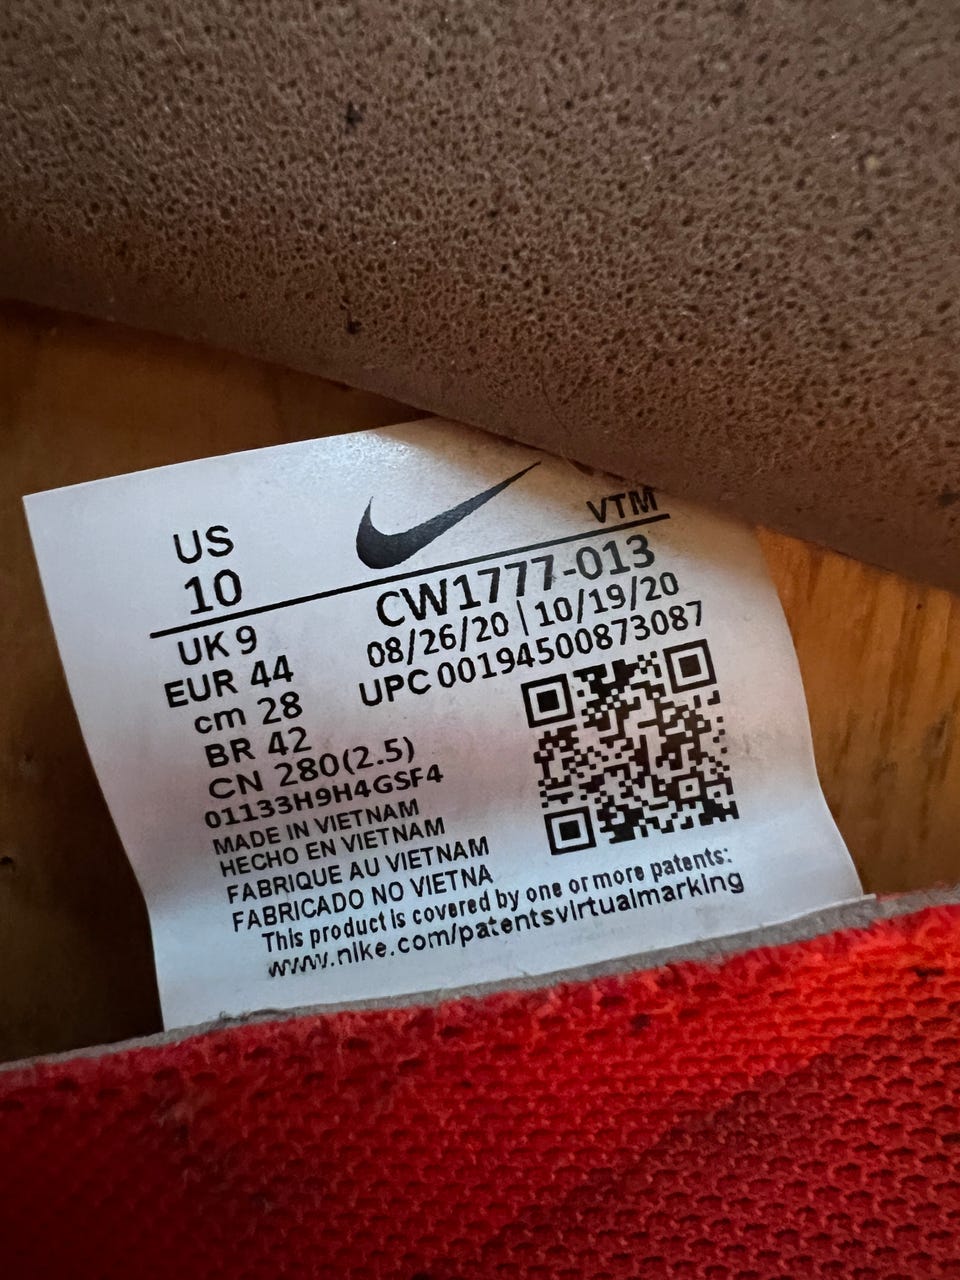 US
10
UK 9
EUR 44
cm 28
BR 42
CN 280(2.5)
01133H9H4GSF4
MADE IN VIETNAM
HECHO EN VIETNAM
FABRIQUE AU VIETNAM
FABRICADO NO VIETNA
VTM
CW1777-013
08/26/20 | 10/19/20
UPC 00194500873087
This product is covered by one or more patents:
www.nike.com/patentsvirtualmarking